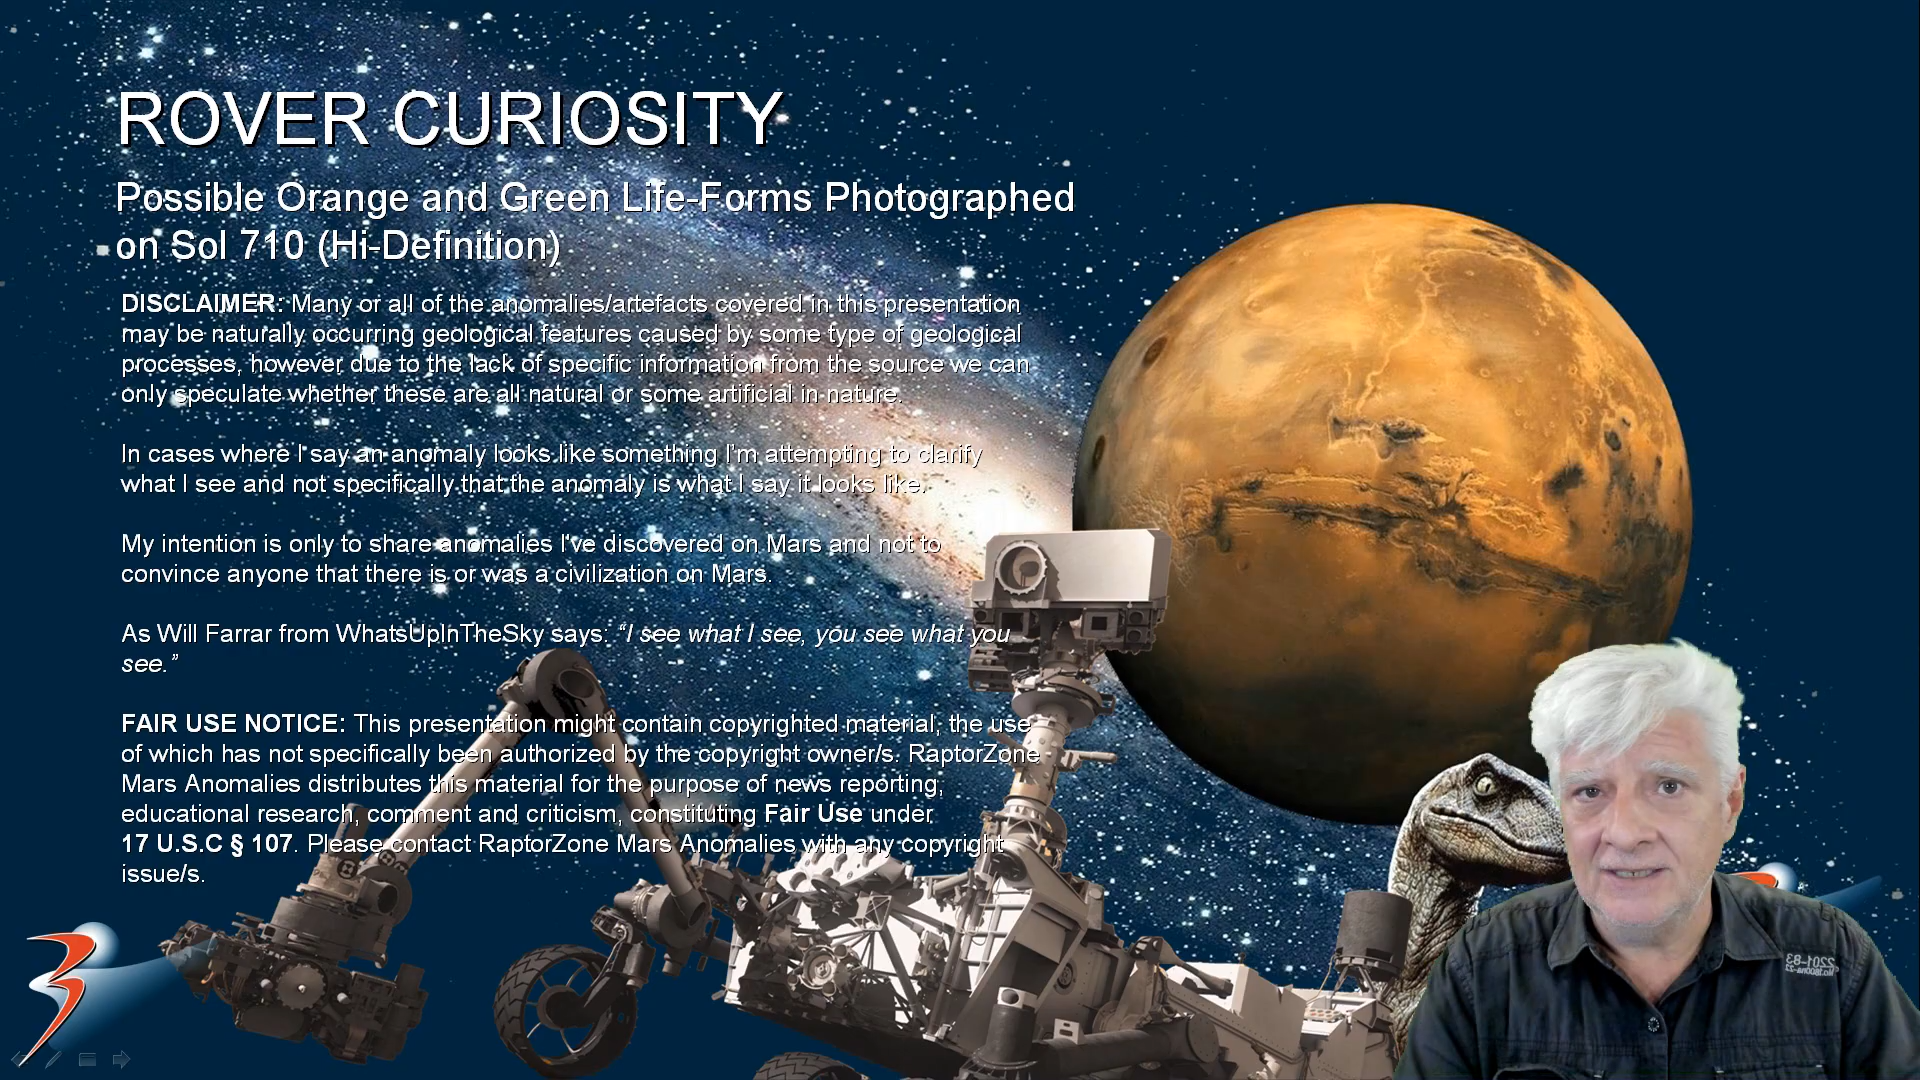 ROVER CURIOSITY
Possible Orange and Green Life-Forms Photographed
on Sol 710 (Hi-Definition)
DISCLAIMER: Many or all of the anomalies/artefacts covered in this presentation
may be naturally occurring geological features caused by some type of geological
processes, however due to the lack of specific information from the source we can
only speculate whether these are all natural or some artificial in nature.
In cases where I say an anomaly looks like something I'm attempting to clarify
what I see and not specifically that the anomaly is what I say it looks like.
My intention is only to share anomalies I've discovered on Mars and not to
convince anyone that there is or was a civilization on Mars.
As Will Farrar from WhatsUpInTheSky says: “I see what I see, you see what you
see.”
FAIR USE NOTICE: This presentation might contain copyrighted material, the use
of which has not specifically been authorized by the copyright owner/s. RaptorZone
Mars Anomalies distributes this material for the purpose of news reporting,
educational research, comment and criticism, constituting Fair Use under
17 U.S.C § 107. Please contact RaptorZone Mars Anomalies with any copyright
issue/s.